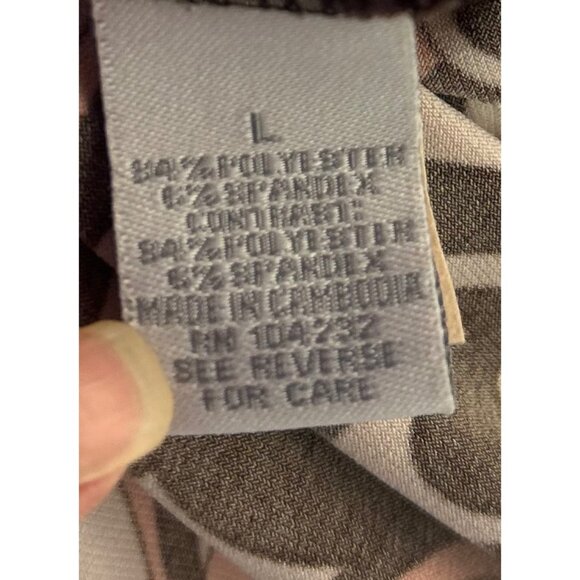 L
94% POLYESTER
6% SPANDEX
CONTRAST:
94% POLYESTER
6% SPANDEX
MADE IN CAMBODIA
RN 104232
SEE REVERSE
FOR CARE